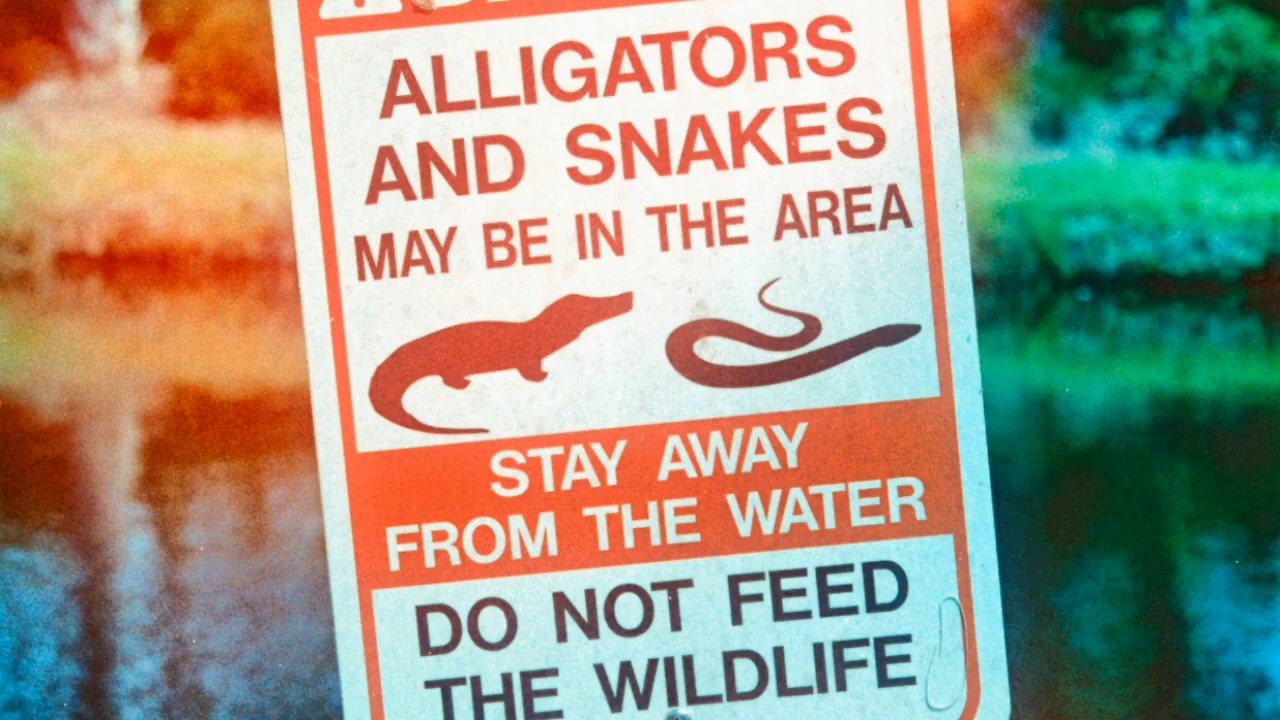 ALLIGATORS
AND SNAKES
MAY BE IN THE AREA
STAY AWAY
FROM THE WATER
DO NOT FEED
THE WILDLIFE